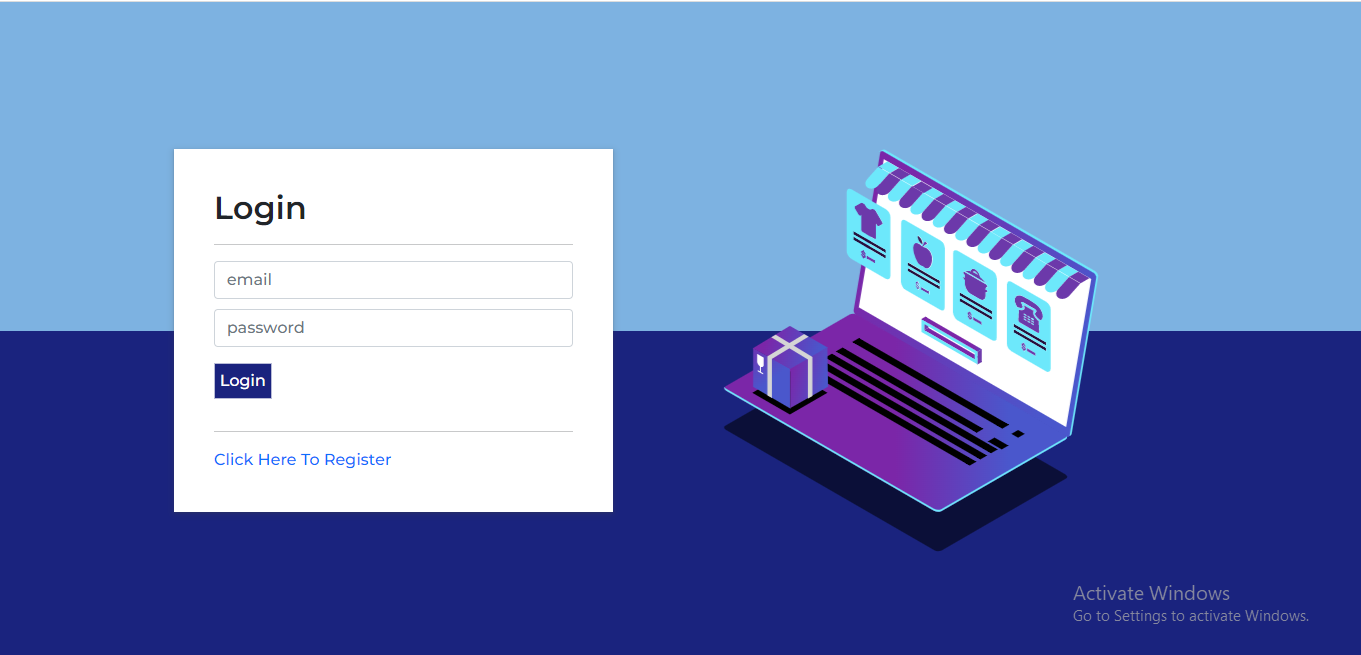 Login
email
password
Login
Click Here To Register
Activate Windows
Go to Settings to activate Windows.